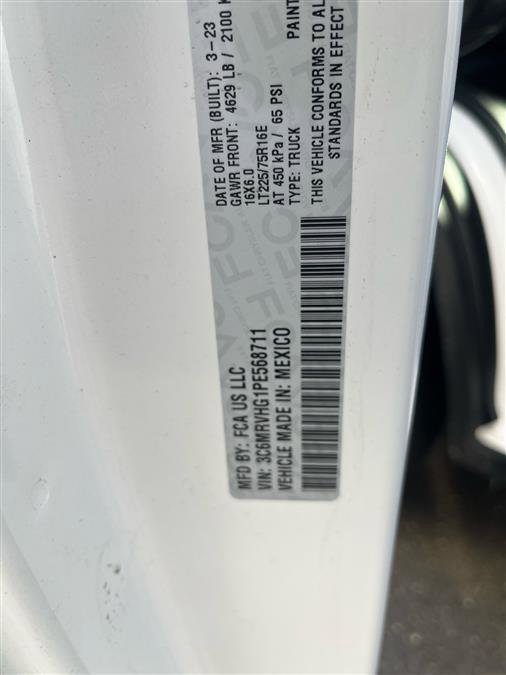 MFD BY: FCA US LLC
DATE OF MFR (BUILT): 3-23
GAWR FRONT: 4629 LB / 2100 K
16X6.0
LT225/75R16E
AT 450 kPa / 65 PSI
TYPE: TRUCK
PAINT
VIN: 3C6MRVHG1PE568711
VEHICLE MADE IN: MEXICO
THIS VEHICLE CONFORMS TO AL
STANDARDS IN EFFECT